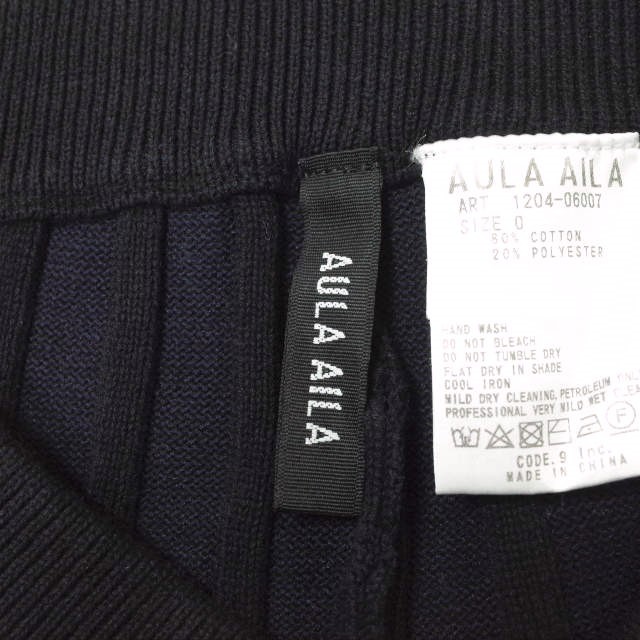 AULA AILA
AULA AILA
ART 1204-06007
SIZE 0
80% COTTON
20% POLYESTER
HAND WASH
DO NOT BLEACH
DO NOT TUMBLE DRY
FLAT DRY IN SHADE
COOL IRON
MILD DRY CLEANING, PETROLEUM
PROFESSIONAL VERY MILD WET
F
CODE.9 Inc.
MADE IN CHINA